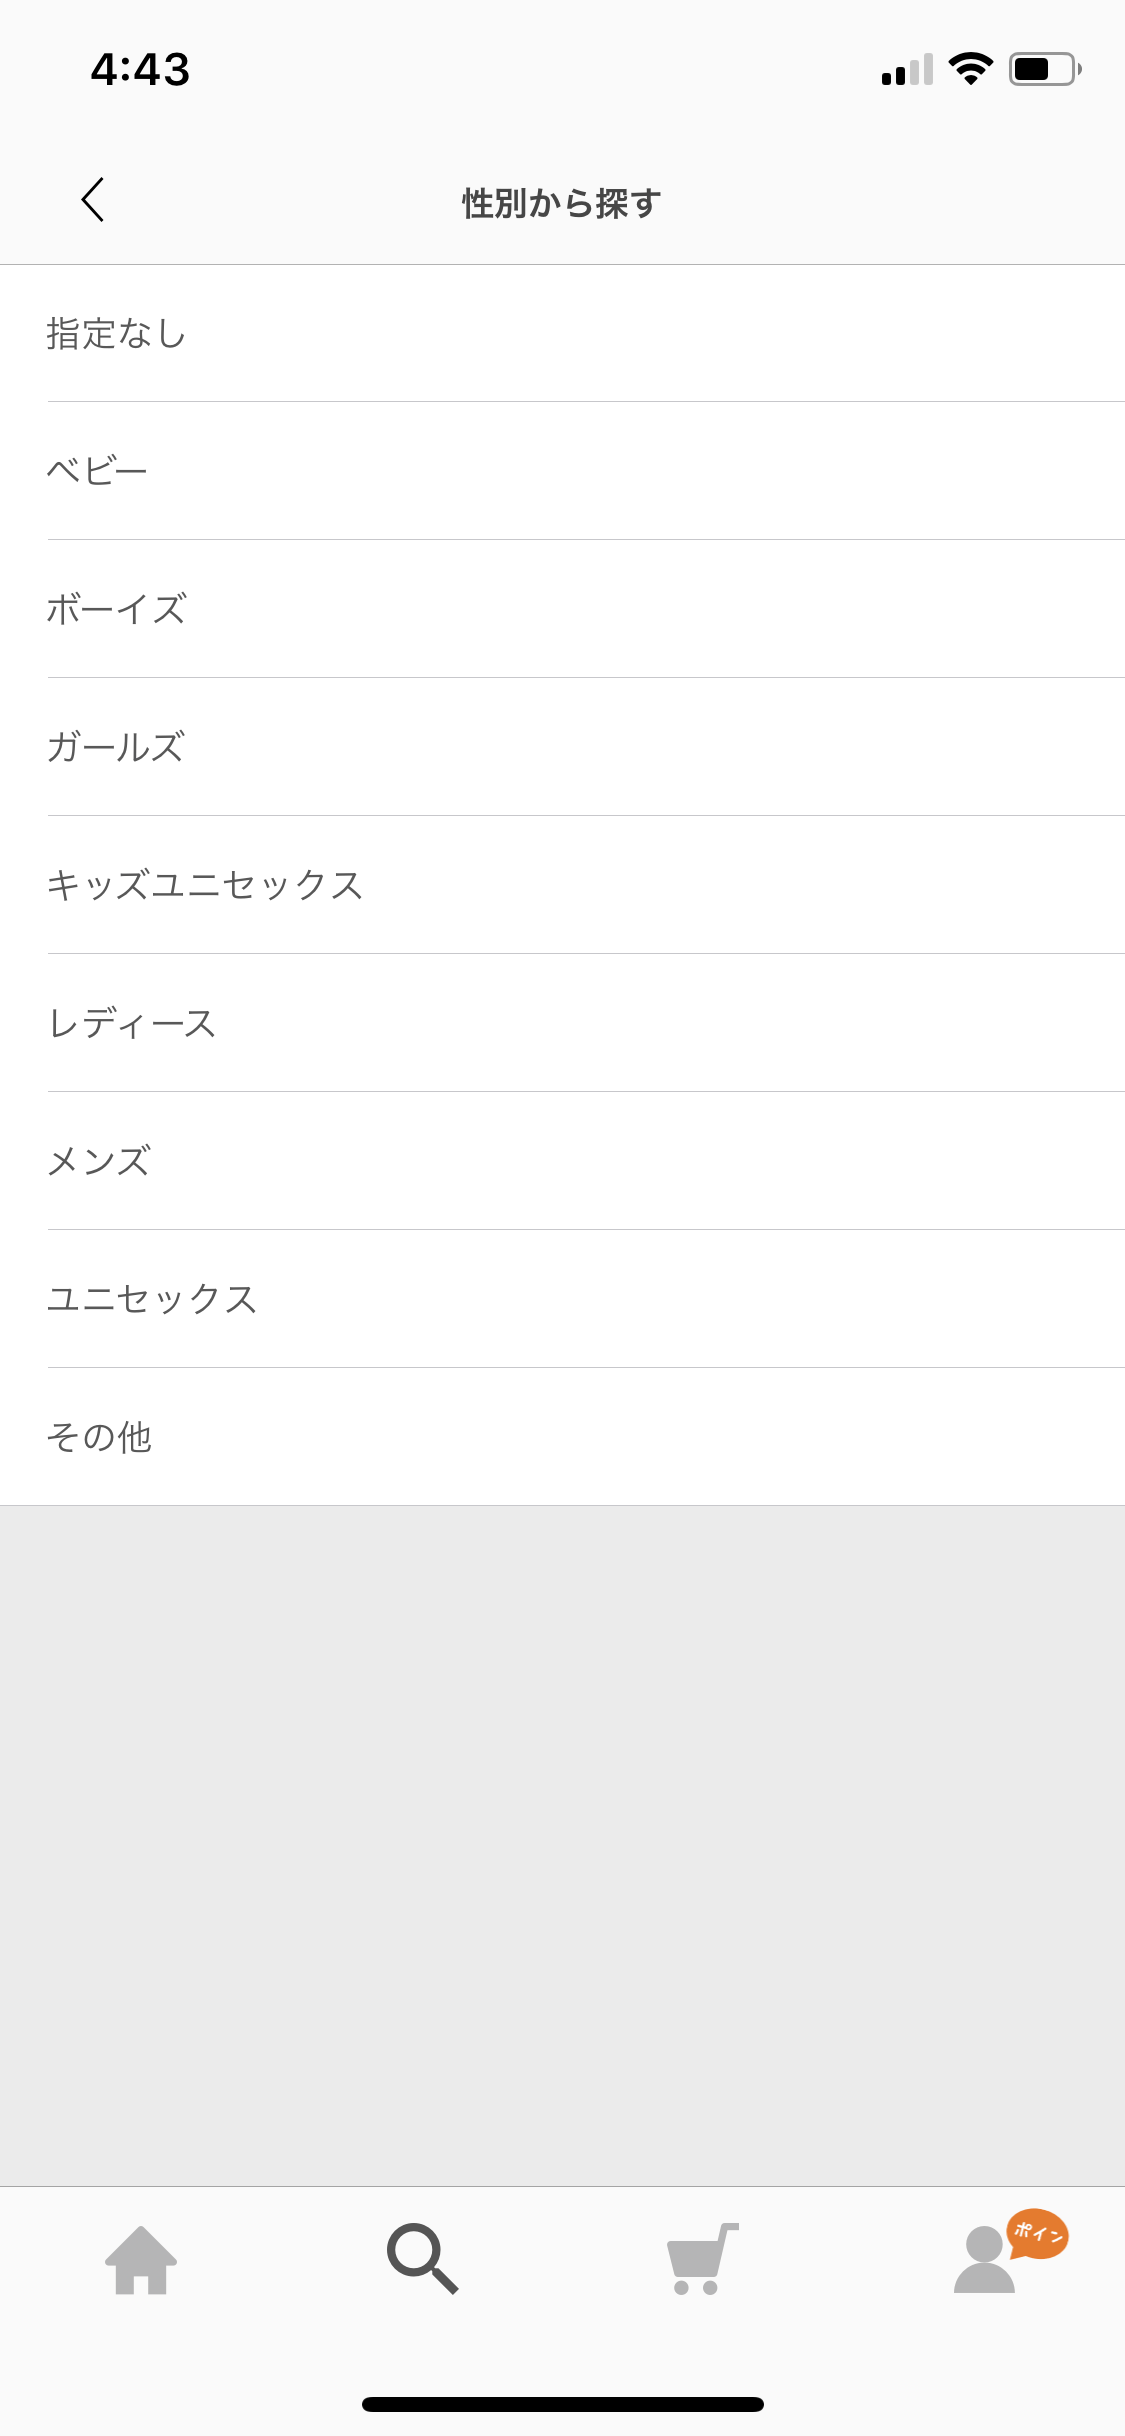 4:43
性別から探す
指定なし
ベビー
ボーイズ
ガールズ
キッズユニセックス
レディース
メンズ
ユニセックス
その他
ポイン